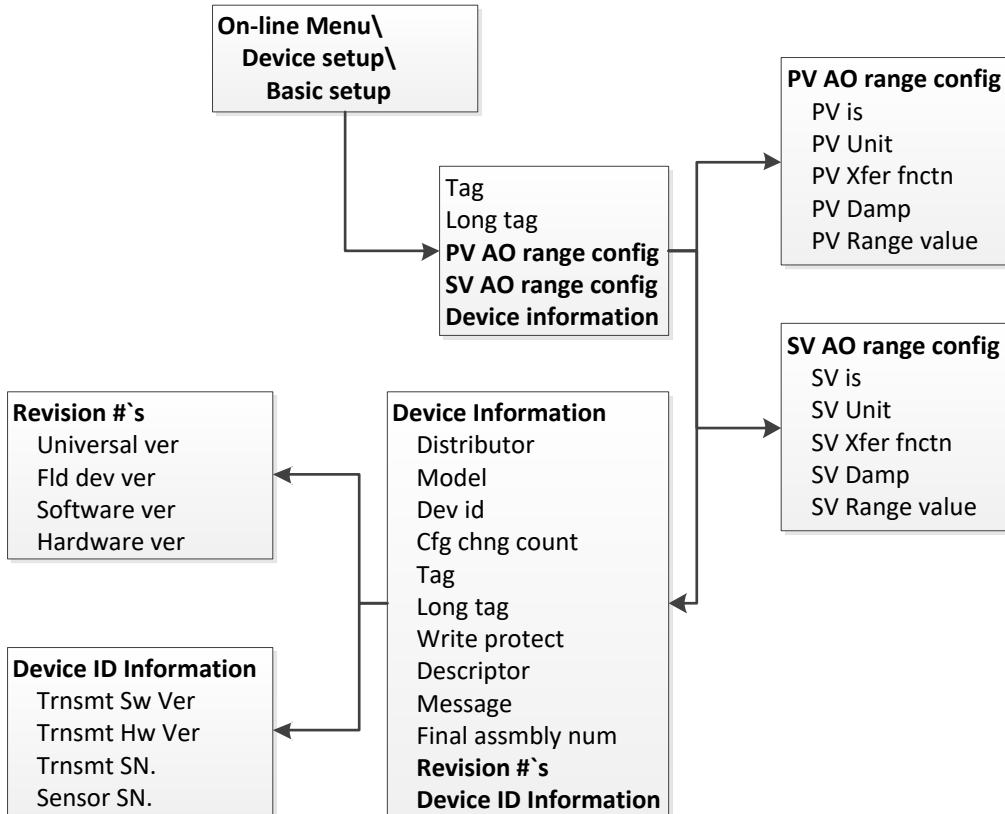 On-line Menu\
Device setup\
Basic setup
Tag
Long tag
PV AO range config
SV AO range config
Device information
PV AO range config
PV is
PV Unit
PV Xfer fnctn
PV Damp
PV Range value
SV AO range config
SV is
SV Unit
SV Xfer fnctn
SV Damp
SV Range value
Device Information
Distributor
Model
Dev id
Cfg chng count
Tag
Long tag
Write protect
Descriptor
Message
Final assmbly num
Revision #`s
Device ID Information
Revision #`s
Universal ver
Fld dev ver
Software ver
Hardware ver
Device ID Information
Trnsmt Sw Ver
Trnsmt Hw Ver
Trnsmt SN.
Sensor SN.